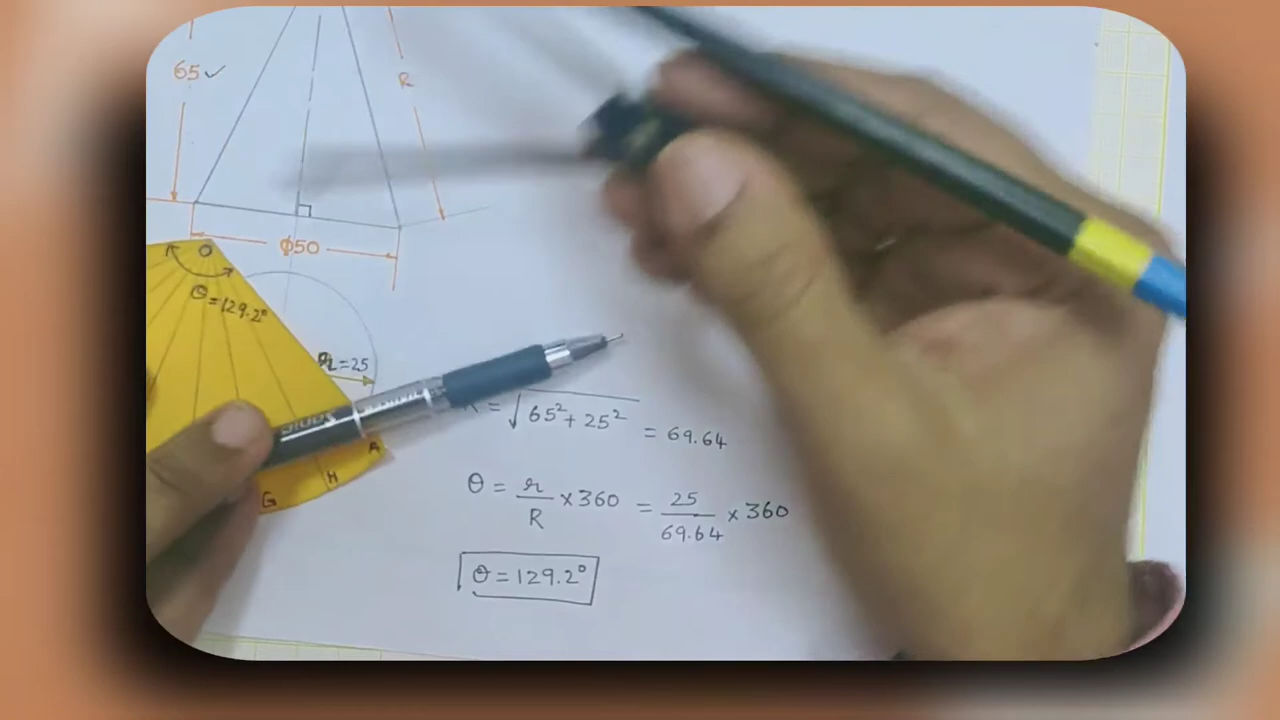 65 ✓
R
ϕ50
O
θ=129.2°
r=25
= √65²+25² = 69.64
A
H
G
θ = r/R ×360 = 25/69.64 × 360
θ = 129.2°